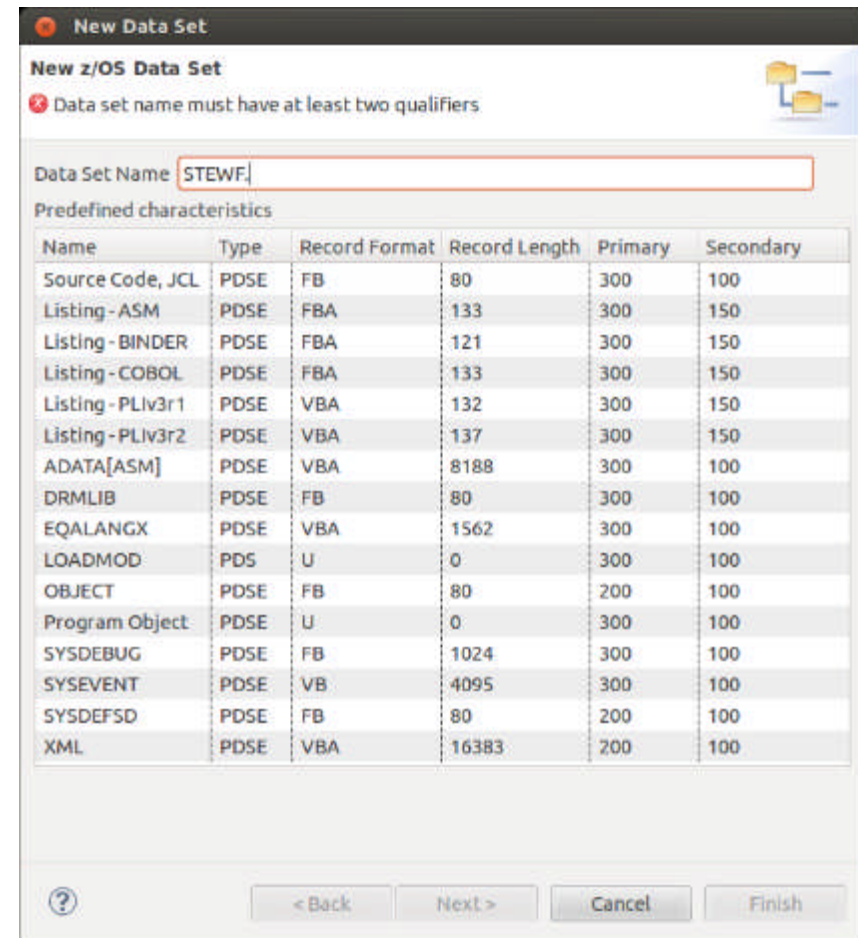 New Data Set
New z/OS Data Set
Data set name must have at least two qualifiers
Data Set Name STEWF.
Predefined characteristics
Name Type Record Format Record Length Primary Secondary
Source Code, JCL PDSE FB 80 300 100
Listing - ASM PDSE FBA 133 300 150
Listing - BINDER PDSE FBA 121 300 150
Listing - COBOL PDSE FBA 133 300 150
Listing - PLIv3r1 PDSE VBA 132 300 150
Listing - PLIv3r2 PDSE VBA 137 300 150
ADATA[ASM] PDSE VBA 8188 300 100
DRMLIB PDSE FB 80 300 100
EQALANGX PDSE VBA 1562 300 100
LOADMOD PDS U 0 300 100
OBJECT PDSE FB 80 200 100
Program Object PDSE U 0 300 100
SYSDEBUG PDSE FB 1024 300 100
SYSEVENT PDSE VB 4095 300 100
SYSDEFSD PDSE FB 80 200 100
XML PDSE VBA 16383 200 100
? < Back Next > Cancel Finish